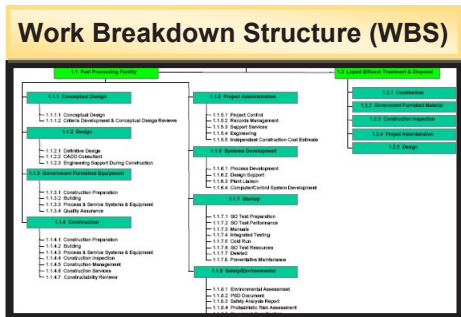 Work Breakdown Structure (WBS)
1.1 Fuel Processing Facility
1.1.1 Conceptual Design
1.1.1.1 Conceptual Design
1.1.1.2 Criteria Development & Conceptual Design Reviews
1.1.2 Design
1.1.2.1 Definitive Design
1.1.2.2 CADD Consultant
1.1.2.3 Engineering Support During Construction
1.1.3 Government Furnished Equipment
1.1.3.1 Construction Preparation
1.1.3.2 Building
1.1.3.3 Process & Service Systems & Equipment
1.1.3.4 Quality Assurance
1.1.4 Construction
1.1.4.1 Construction Preparation
1.1.4.2 Building
1.1.4.3 Process & Service Systems & Equipment
1.1.4.4 Construction Inspection
1.1.4.5 Construction Management
1.1.4.6 Construction Services
1.1.4.7 Constructability Reviews
1.1.5 Project Administration
1.1.5.1 Project Control
1.1.5.2 Records Management
1.1.5.3 Support Services
1.1.5.4 Engineering
1.1.5.5 Independent Construction Cost Estimate
1.1.6 Systems Development
1.1.6.1 Process Development
1.1.6.2 Design Support
1.1.6.3 Plant Liaison
1.1.6.4 Computer/Control System Development
1.1.7 Startup
1.1.7.1 SO Test Preparation
1.1.7.2 SO Test Performance
1.1.7.3 Manuals
1.1.7.4 Integrated Testing
1.1.7.5 Cold Run
1.1.7.6 SO Test Resources
1.1.7.7 Deleted
1.1.7.8 Preventative Maintenance
1.1.8 Safety/Environmental
1.1.8.1 Environmental Assessment
1.1.8.2 PSD Document
1.1.8.3 Safety Analysis Report
1.1.8.4 Probabilistic Risk Assessment
1.2 Liquid Effluent Treatment & Disposal
1.2.1 Construction
1.2.2 Government Furnished Material
1.2.3 Construction Inspection
1.2.4 Project Administration
1.2.5 Design